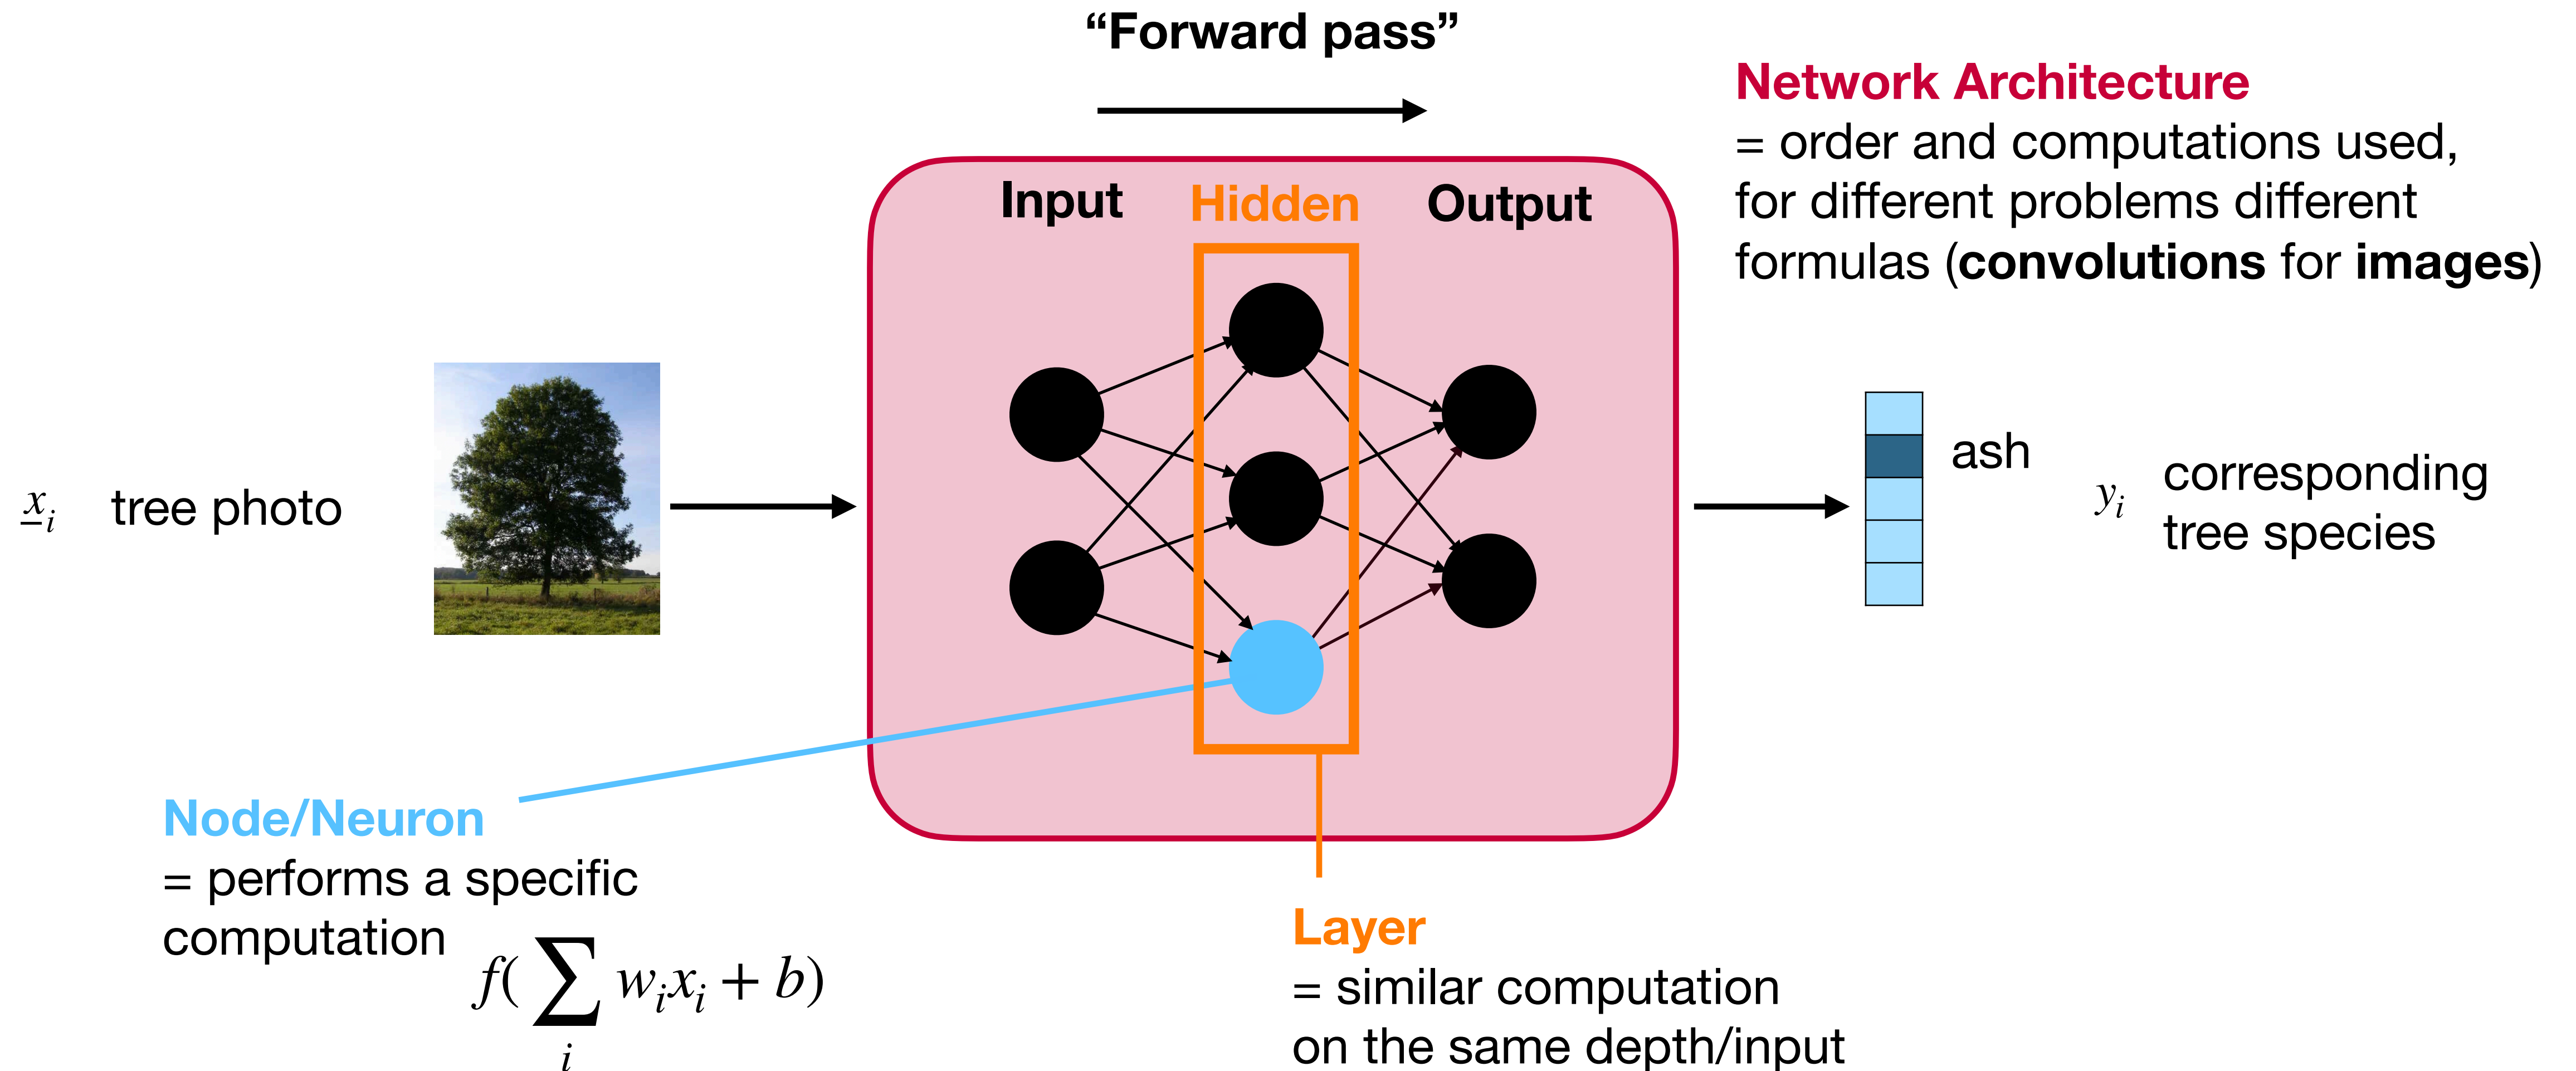 “Forward pass”
Network Architecture
= order and computations used,
for different problems different
formulas (convolutions for images)
Input Hidden Output
x_i tree photo
ash
y_i corresponding
tree species
Node/Neuron
= performs a specific
computation
f( ∑_i w_i x_i + b)
Layer
= similar computation
on the same depth/input